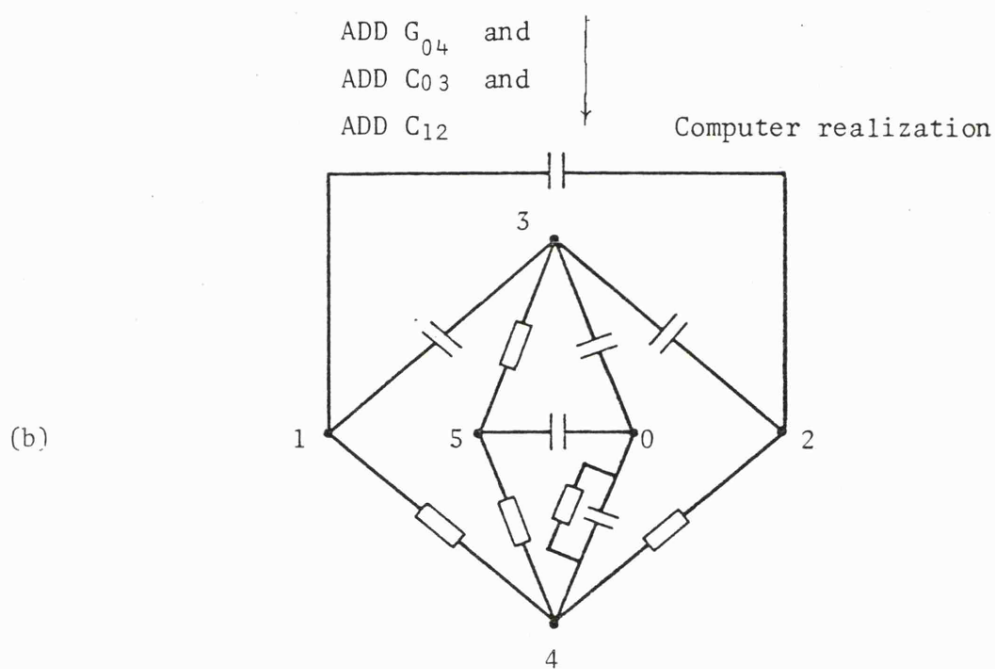 ADD G04 and
ADD C03 and
ADD C12 Computer realization
3
(b)
1 5 0 2
4